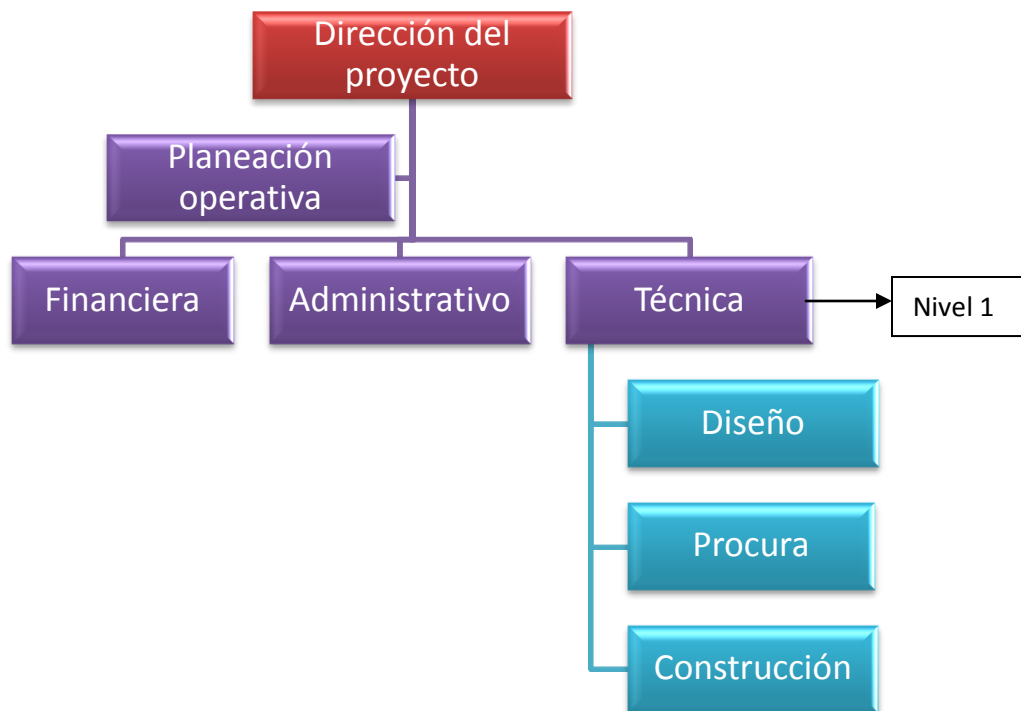 Dirección del
proyecto
Planeación
operativa
Financiera
Administrativo
Técnica
Nivel 1
Diseño
Procura
Construcción